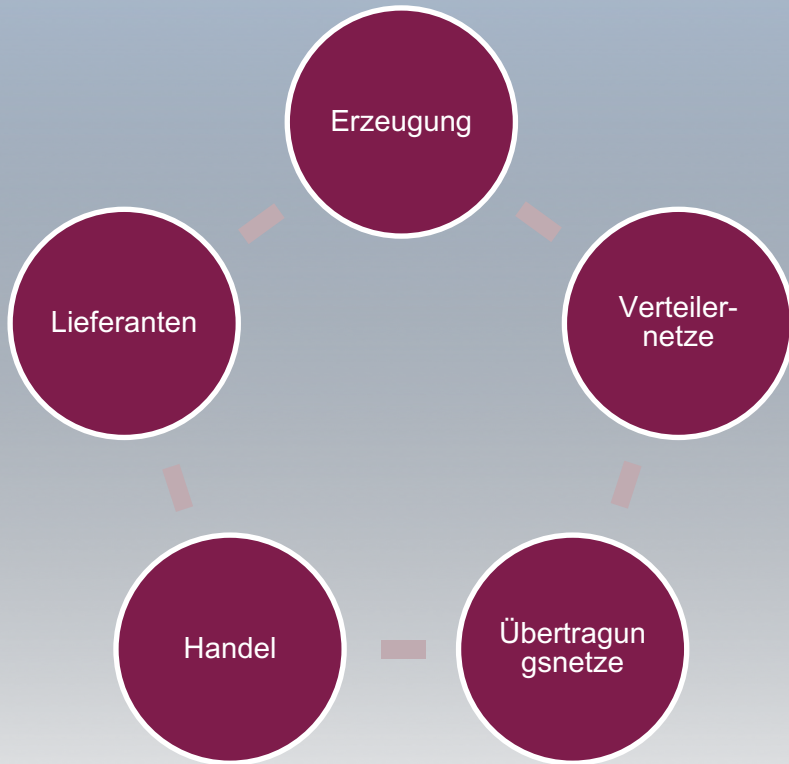 Erzeugung
Lieferanten
Verteiler-
netze
Handel
Übertragun
gsnetze